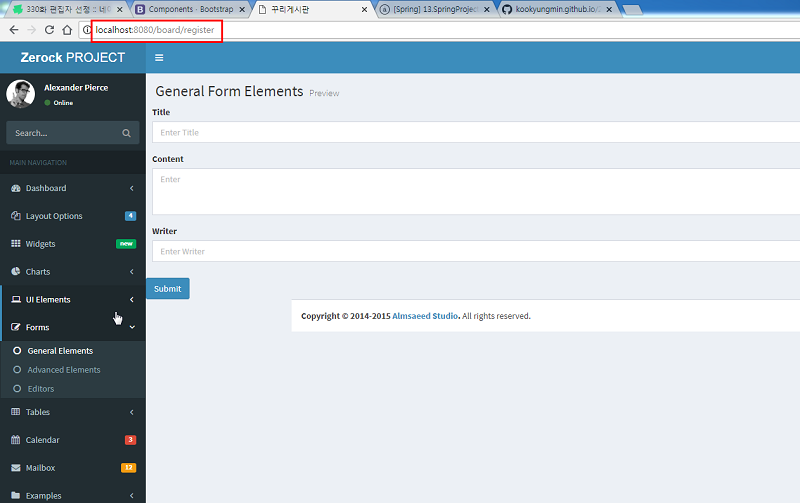 330화 편집자 선정 :: 네이
Components · Bootstrap
꾸리게시판
[Spring] 13.SpringProject
kookyungmin.github.io/
localhost:8080/board/register
Zerock PROJECT
Alexander Pierce
Online
Search...
MAIN NAVIGATION
Dashboard
Layout Options 4
Widgets new
Charts
UI Elements
Forms
General Elements
Advanced Elements
Editors
Tables
Calendar 3
Mailbox 12
Examples
General Form Elements Preview
Title
Enter Title
Content
Enter
Writer
Enter Writer
Submit
Copyright © 2014-2015 Almsaeed Studio. All rights reserved.